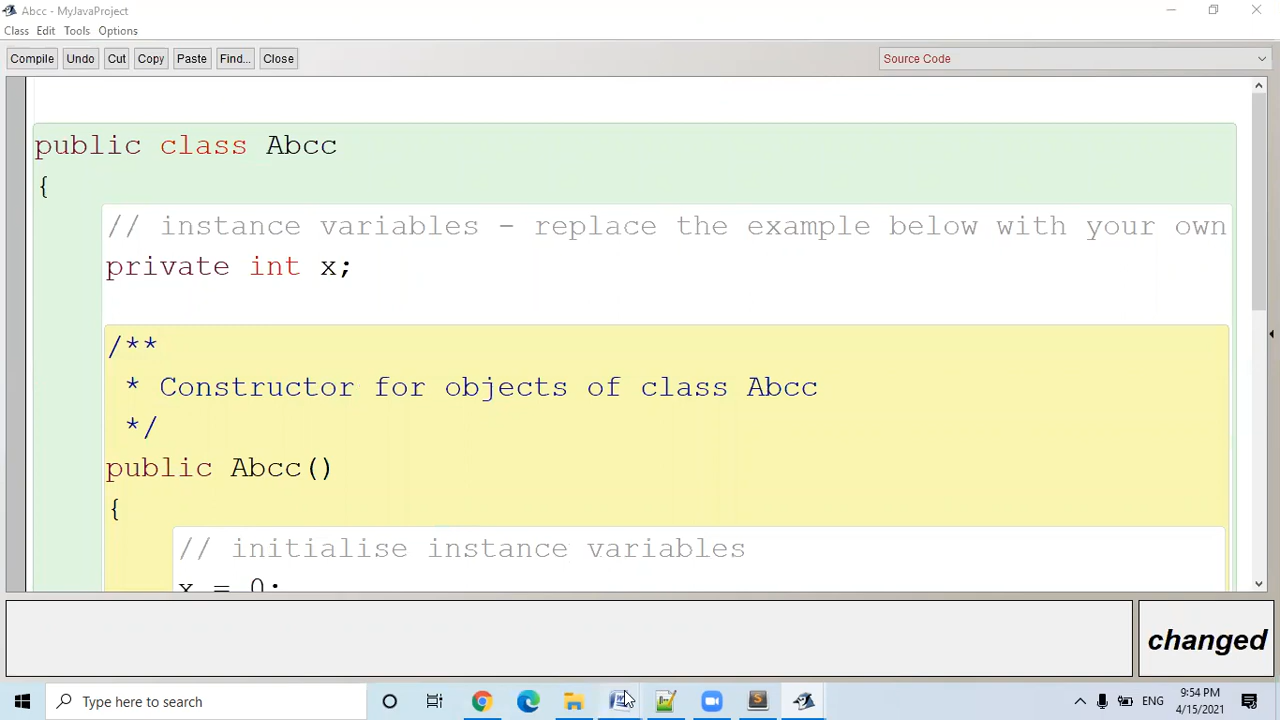 Abcc - MyJavaProject
Class Edit Tools Options
Compile Undo Cut Copy Paste Find... Close Source Code
public class Abcc
{
// instance variables - replace the example below with your own
private int x;
/**
* Constructor for objects of class Abcc
*/
public Abcc()
{
// initialise instance variables
x = 0;
changed
Type here to search
ENG
9:54 PM
4/15/2021